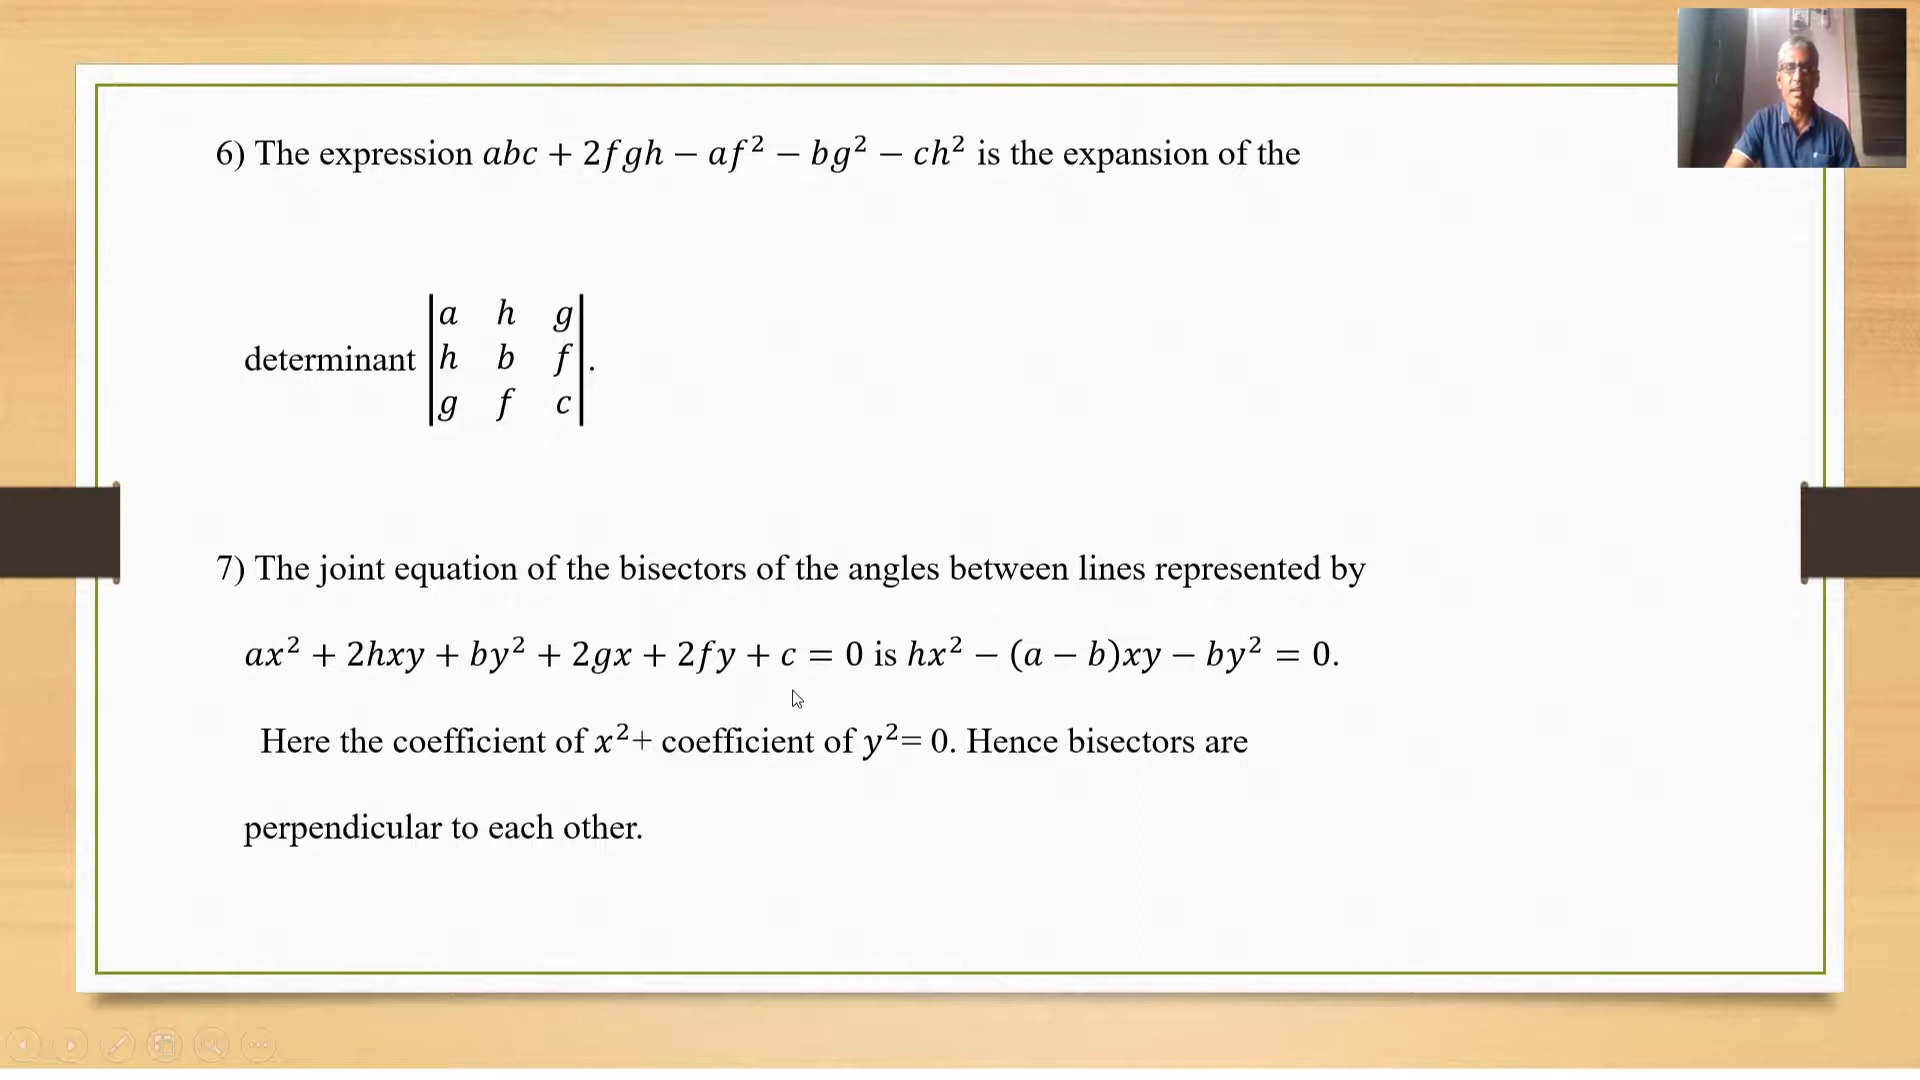 6) The expression abc + 2fgh − af² − bg² − ch² is the expansion of the
a h g
determinant h b f .
g f c
7) The joint equation of the bisectors of the angles between lines represented by
ax² + 2hxy + by² + 2gx + 2fy + c = 0 is hx² − (a − b)xy − by² = 0.
Here the coefficient of x²+ coefficient of y²= 0. Hence bisectors are
perpendicular to each other.